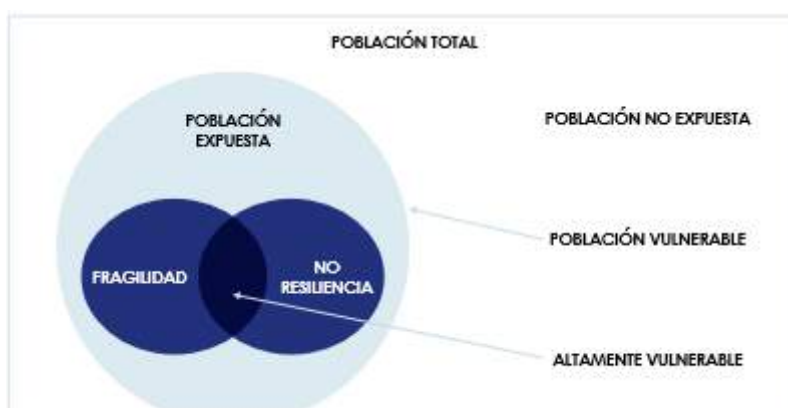 POBLACIÓN TOTAL
POBLACIÓN
EXPUESTA
POBLACIÓN NO EXPUESTA
POBLACIÓN VULNERABLE
FRAGILIDAD
NO
RESILIENCIA
ALTAMENTE VULNERABLE